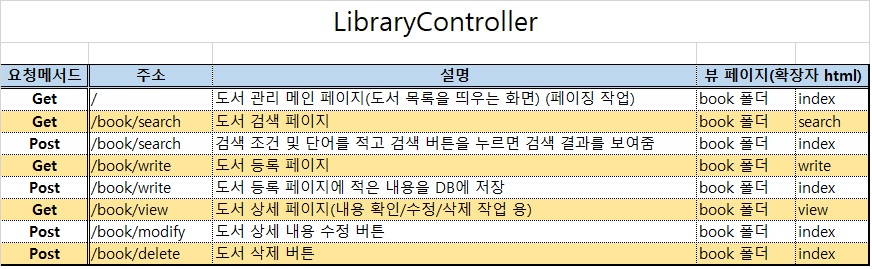 LibraryController
요청메서드 주소 설명 뷰 페이지(확장자 html)
Get / 도서 관리 메인 페이지(도서 목록을 띄우는 화면) (페이징 작업) book 폴더 index
Get /book/search 도서 검색 페이지 book 폴더 search
Post /book/search 검색 조건 및 단어를 적고 검색 버튼을 누르면 검색 결과를 보여줌 book 폴더 index
Get /book/write 도서 등록 페이지 book 폴더 write
Post /book/write 도서 등록 페이지에 적은 내용을 DB에 저장 book 폴더 index
Get /book/view 도서 상세 페이지(내용 확인/수정/삭제 작업 용) book 폴더 view
Post /book/modify 도서 상세 내용 수정 버튼 book 폴더 index
Post /book/delete 도서 삭제 버튼 book 폴더 index